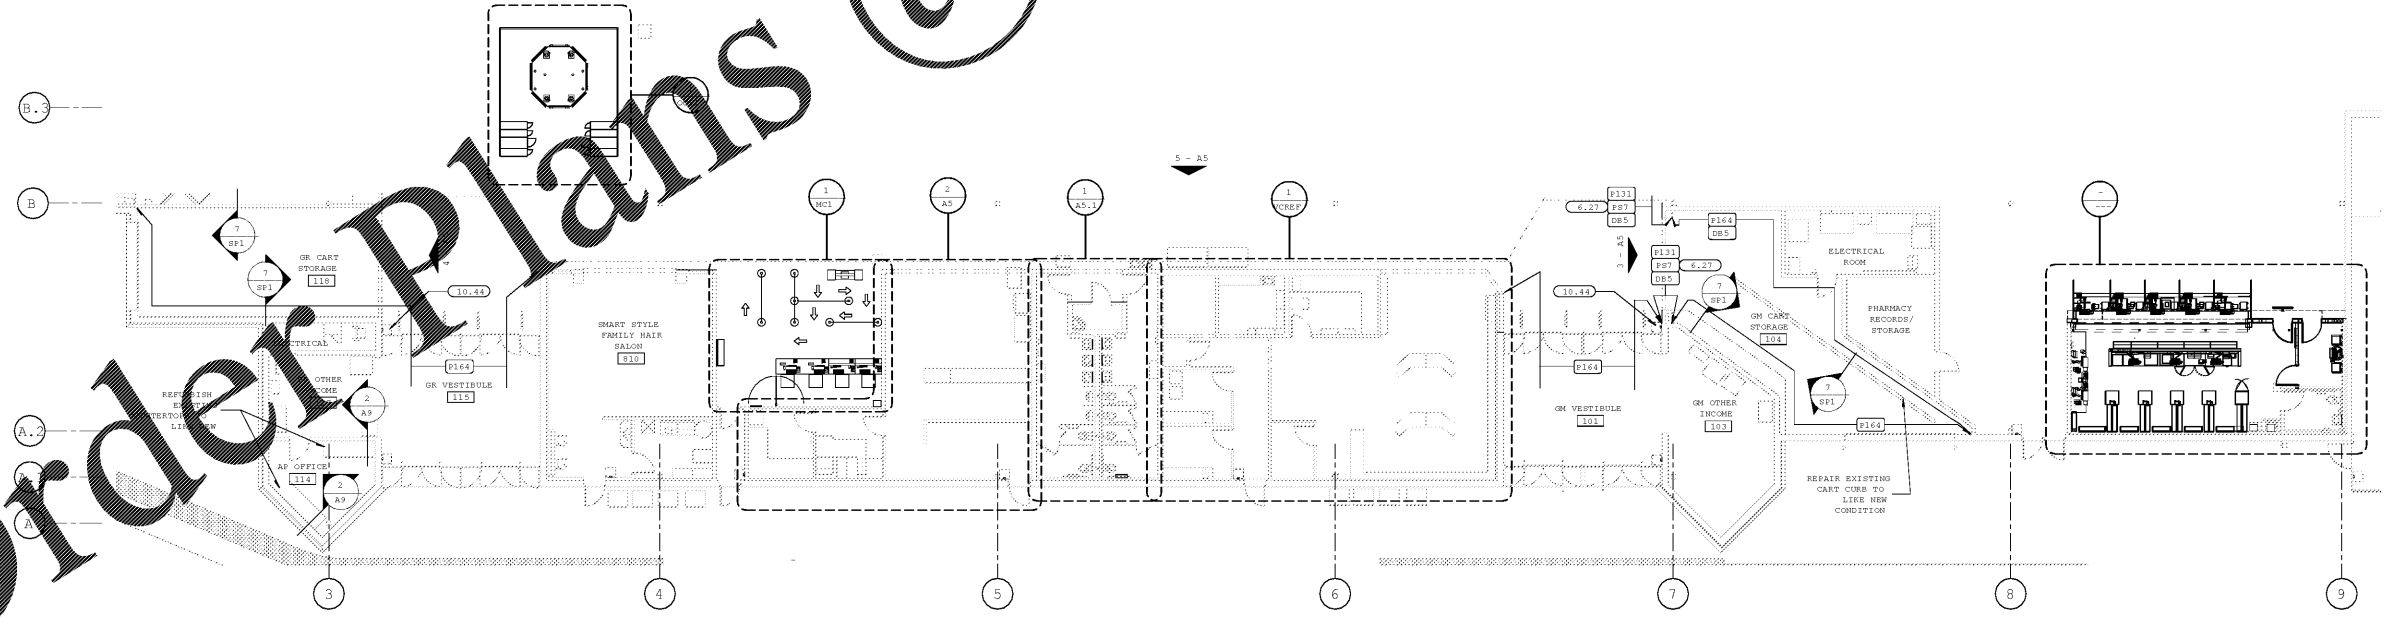 order Plans @
B.3
B
A.2
A
3
4
5
6
7
8
9
5 - A5
1
MC1
2
A5
1
A5.1
1
VCREF
-
---
7
SP1
7
SP1
GR CART
STORAGE
118
10.44
P164
GR VESTIBULE
115
2
A9
AP OFFICE
114
2
A9
SMART STYLE
FAMILY HAIR
SALON
810
P131
6.27
PS7
DB5
P164
DB5
3 - A5
P131
PS7
6.27
DB5
10.44
7
SP1
GM CART
STORAGE
104
ELECTRICAL
ROOM
PHARMACY
RECORDS/
STORAGE
P164
GM VESTIBULE
101
GM OTHER
INCOME
103
7
SP1
P164
REPAIR EXISTING
CART CURB TO
LIKE NEW
CONDITION